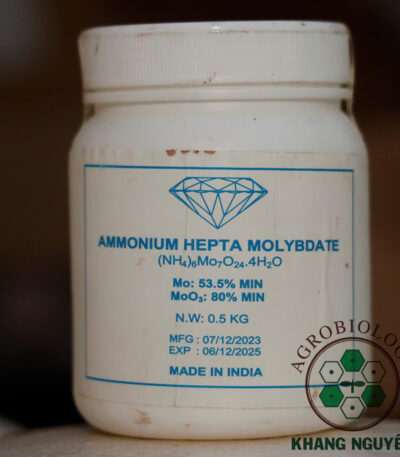 AMMONIUM HEPTA MOLYBDATE
(NH₄)₆Mo₇O₂₄.4H₂O
Mo: 53.5% MIN
MoO₃: 80% MIN
N.W: 0.5 KG
MFG : 07/12/2023
EXP : 06/12/2025
MADE IN INDIA
AGROBIOLO
KHANG NGUYÊ